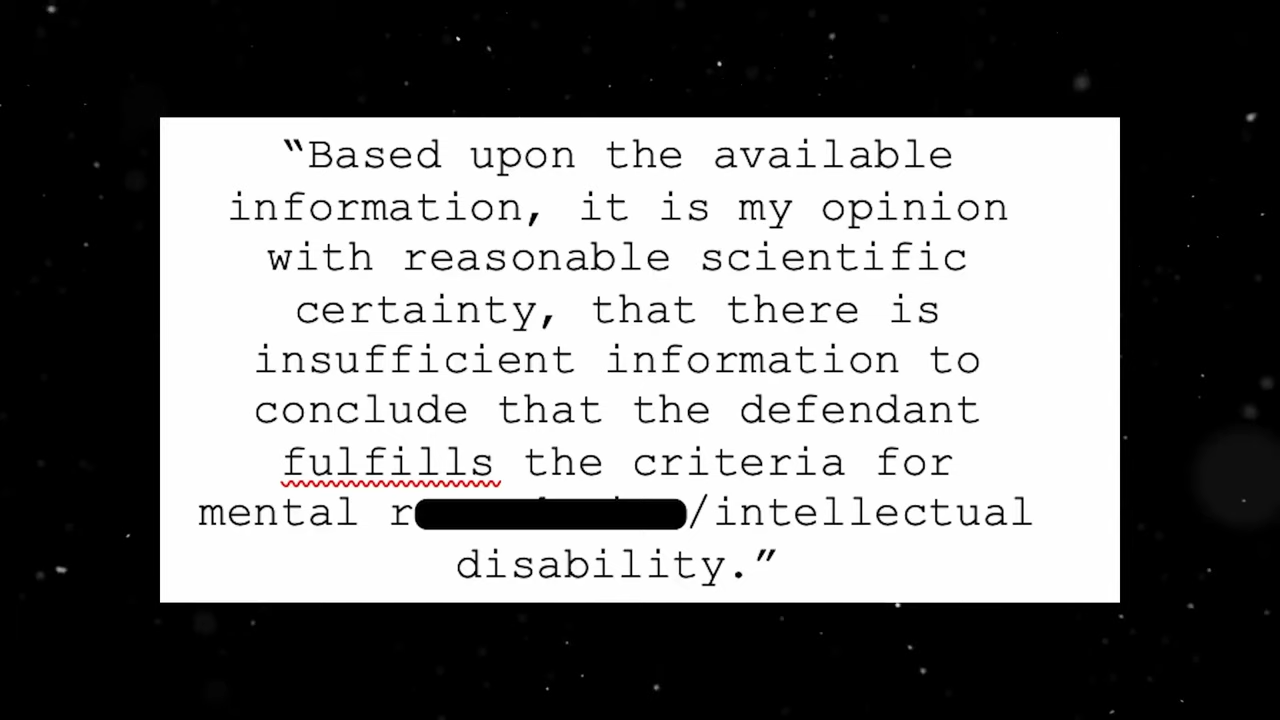 “Based upon the available
information, it is my opinion
with reasonable scientific
certainty, that there is
insufficient information to
conclude that the defendant
fulfills the criteria for
mental r /intellectual
disability.”